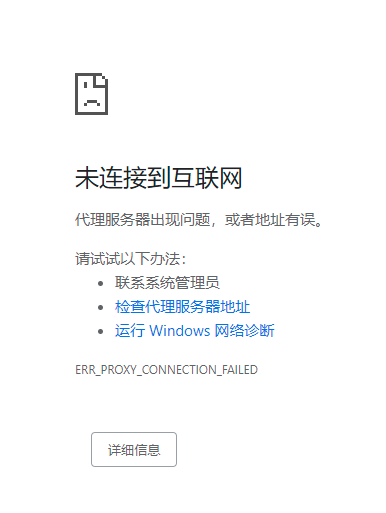 未连接到互联网
代理服务器出现问题，或者地址有误。
请试试以下办法：
联系系统管理员
检查代理服务器地址
运行 Windows 网络诊断
ERR_PROXY_CONNECTION_FAILED
详细信息